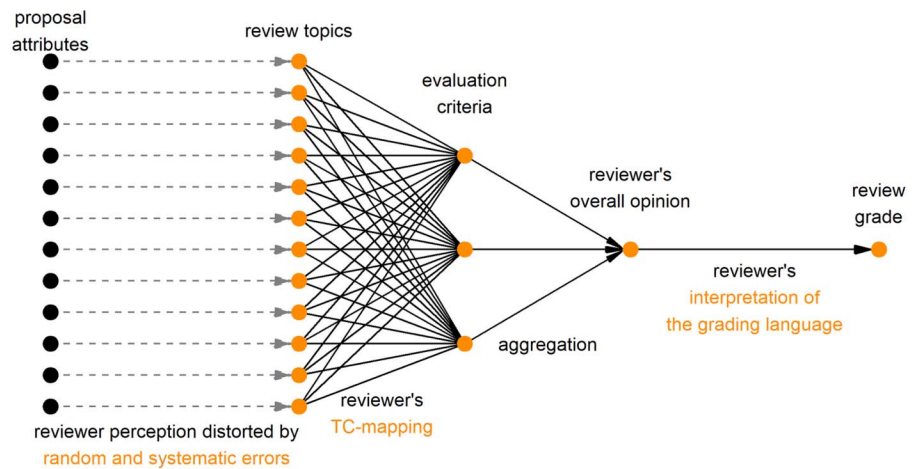 proposal
attributes
review topics
evaluation
criteria
reviewer's
overall opinion
review
grade
reviewer's
interpretation of
the grading language
aggregation
reviewer's
TC-mapping
reviewer perception distorted by
random and systematic errors